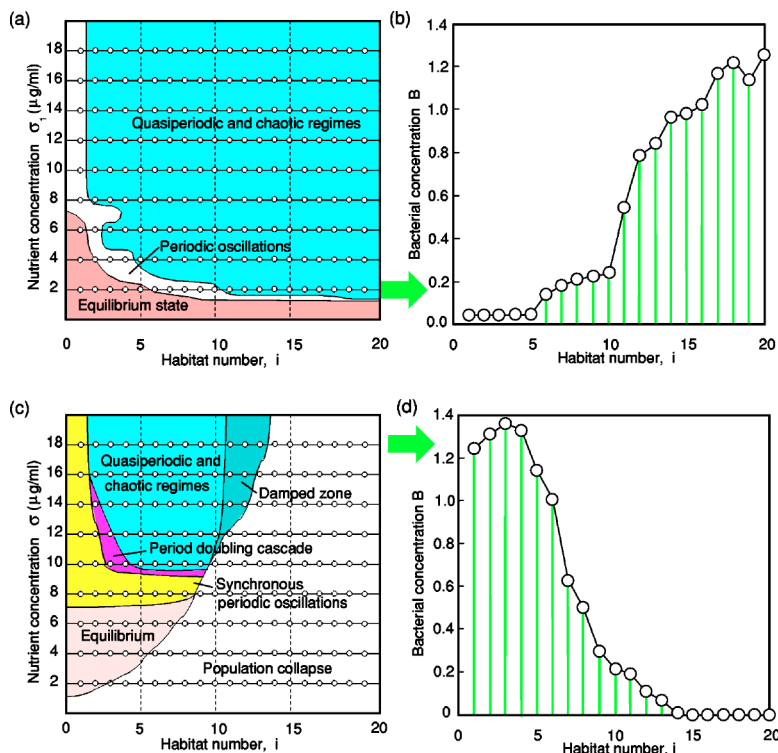 (a)
Nutrient concentration σ1 (μg/ml)
18
16
14
12
10
8
6
4
2
Quasiperiodic and chaotic regimes
Periodic oscillations
Equilibrium state
0 5 10 15 20
Habitat number, i
(b)
Bacterial concentration B
1.4
1.2
1.0
0.8
0.6
0.4
0.2
0.0
0 5 10 15 20
Habitat number, i
(c)
Nutrient concentration σ (μg/ml)
18
16
14
12
10
8
6
4
2
Quasiperiodic and
chaotic regimes
Damped zone
Period doubling cascade
Synchronous
periodic oscillations
Equilibrium
Population collapse
0 5 10 15 20
Habitat number, i
(d)
Bacterial concentration B
1.4
1.2
1.0
0.8
0.6
0.4
0.2
0
0 5 10 15 20
Habitat number, i